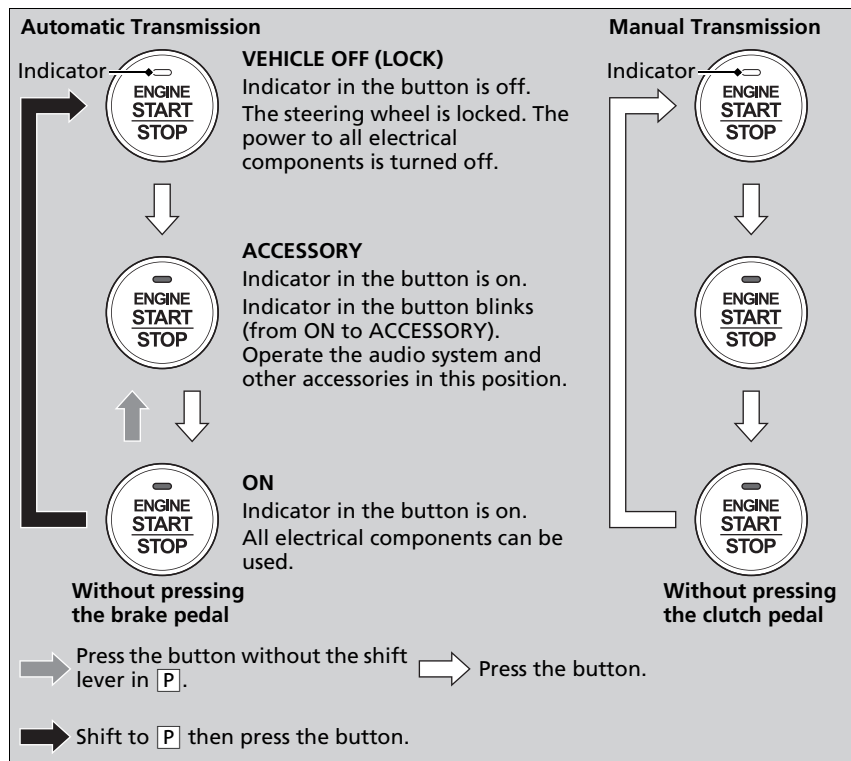 Automatic Transmission
Indicator
ENGINE
START
STOP
VEHICLE OFF (LOCK)
Indicator in the button is off.
The steering wheel is locked. The
power to all electrical
components is turned off.
ENGINE
START
STOP
ACCESSORY
Indicator in the button is on.
Indicator in the button blinks
(from ON to ACCESSORY).
Operate the audio system and
other accessories in this position.
ENGINE
START
STOP
ON
Indicator in the button is on.
All electrical components can be
used.
Without pressing
the brake pedal
Manual Transmission
Indicator
ENGINE
START
STOP
ENGINE
START
STOP
ENGINE
START
STOP
Without pressing
the clutch pedal
Press the button without the shift
lever in P.
Press the button.
Shift to P then press the button.